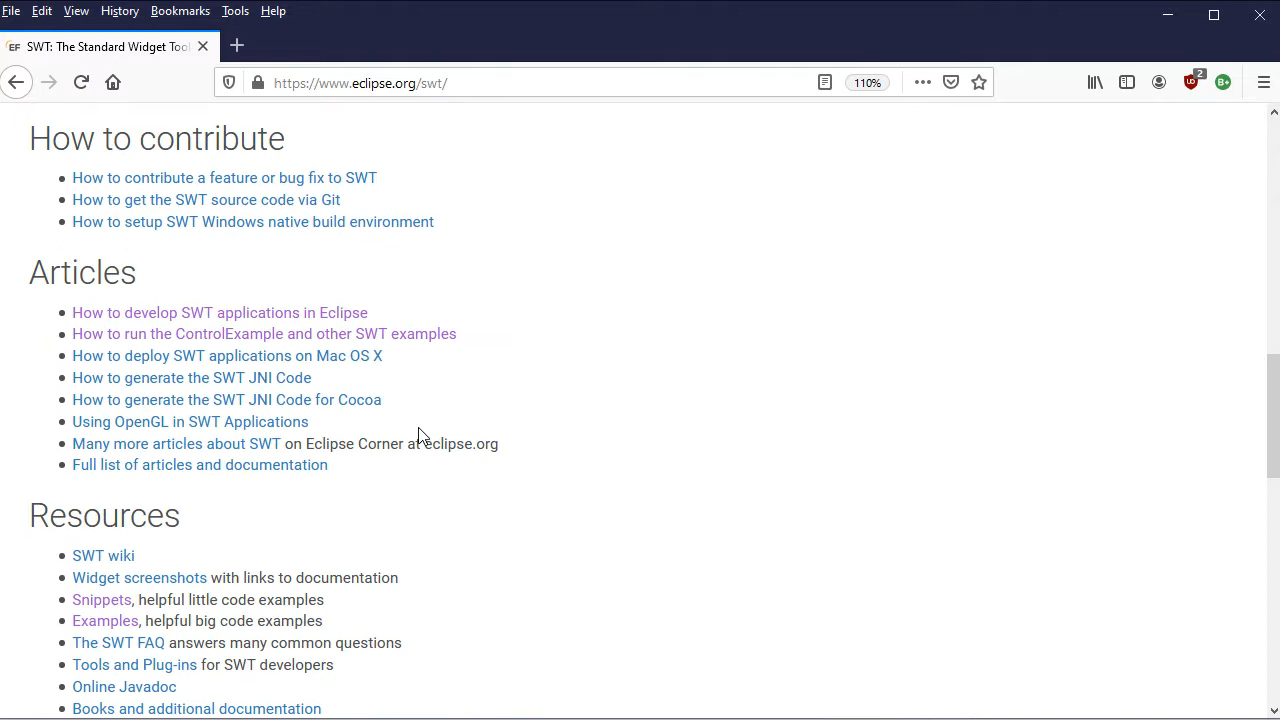 File Edit View History Bookmarks Tools Help
EF SWT: The Standard Widget Tool
https://www.eclipse.org/swt/ 110% 2
How to contribute
How to contribute a feature or bug fix to SWT
How to get the SWT source code via Git
How to setup SWT Windows native build environment
Articles
How to develop SWT applications in Eclipse
How to run the ControlExample and other SWT examples
How to deploy SWT applications on Mac OS X
How to generate the SWT JNI Code
How to generate the SWT JNI Code for Cocoa
Using OpenGL in SWT Applications
Many more articles about SWT on Eclipse Corner at eclipse.org
Full list of articles and documentation
Resources
SWT wiki
Widget screenshots with links to documentation
Snippets, helpful little code examples
Examples, helpful big code examples
The SWT FAQ answers many common questions
Tools and Plug-ins for SWT developers
Online Javadoc
Books and additional documentation